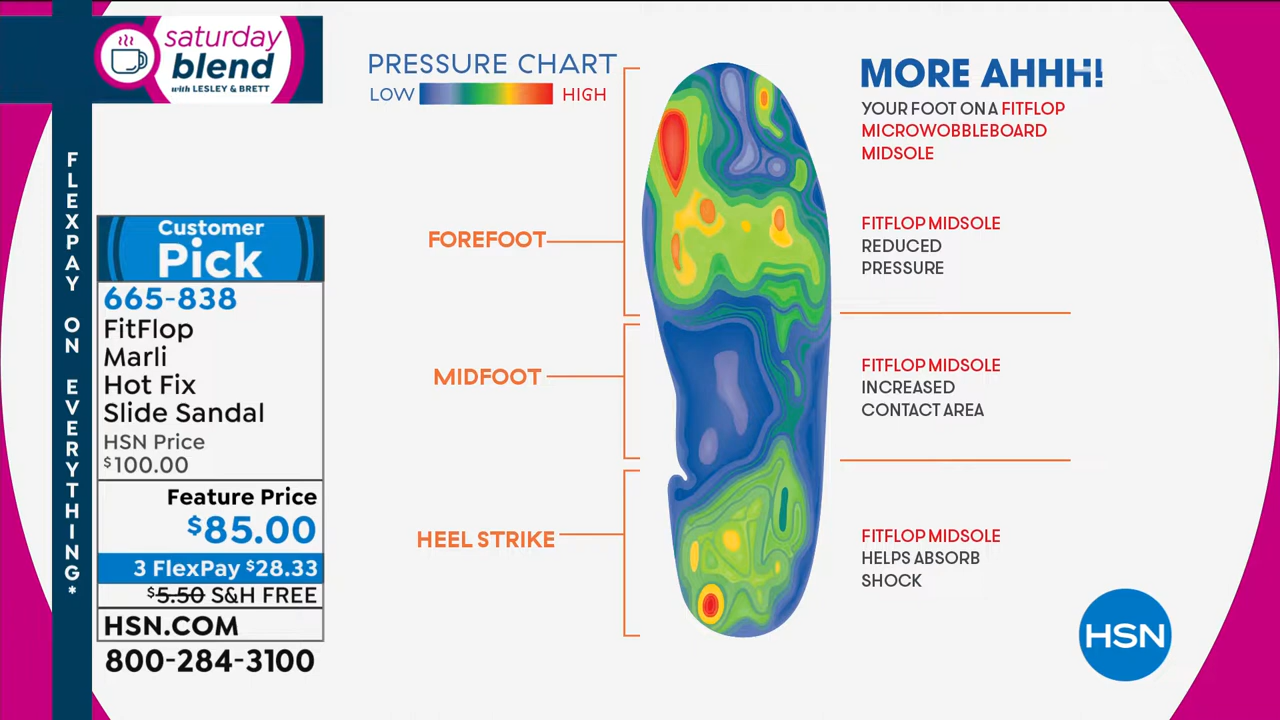 saturday
blend
with LESLEY & BRETT
FLEXPAY ON EVERYTHING*
Customer
Pick
665-838
FitFlop
Marli
Hot Fix
Slide Sandal
HSN Price
$100.00
Feature Price
$85.00
3 FlexPay $28.33
$5.50 S&H FREE
HSN.COM
800-284-3100
PRESSURE CHART
LOW HIGH
FOREFOOT
MIDFOOT
HEEL STRIKE
MORE AHHH!
YOUR FOOT ON A FITFLOP
MICROWOBBLEBOARD
MIDSOLE
FITFLOP MIDSOLE
REDUCED
PRESSURE
FITFLOP MIDSOLE
INCREASED
CONTACT AREA
FITFLOP MIDSOLE
HELPS ABSORB
SHOCK
HSN